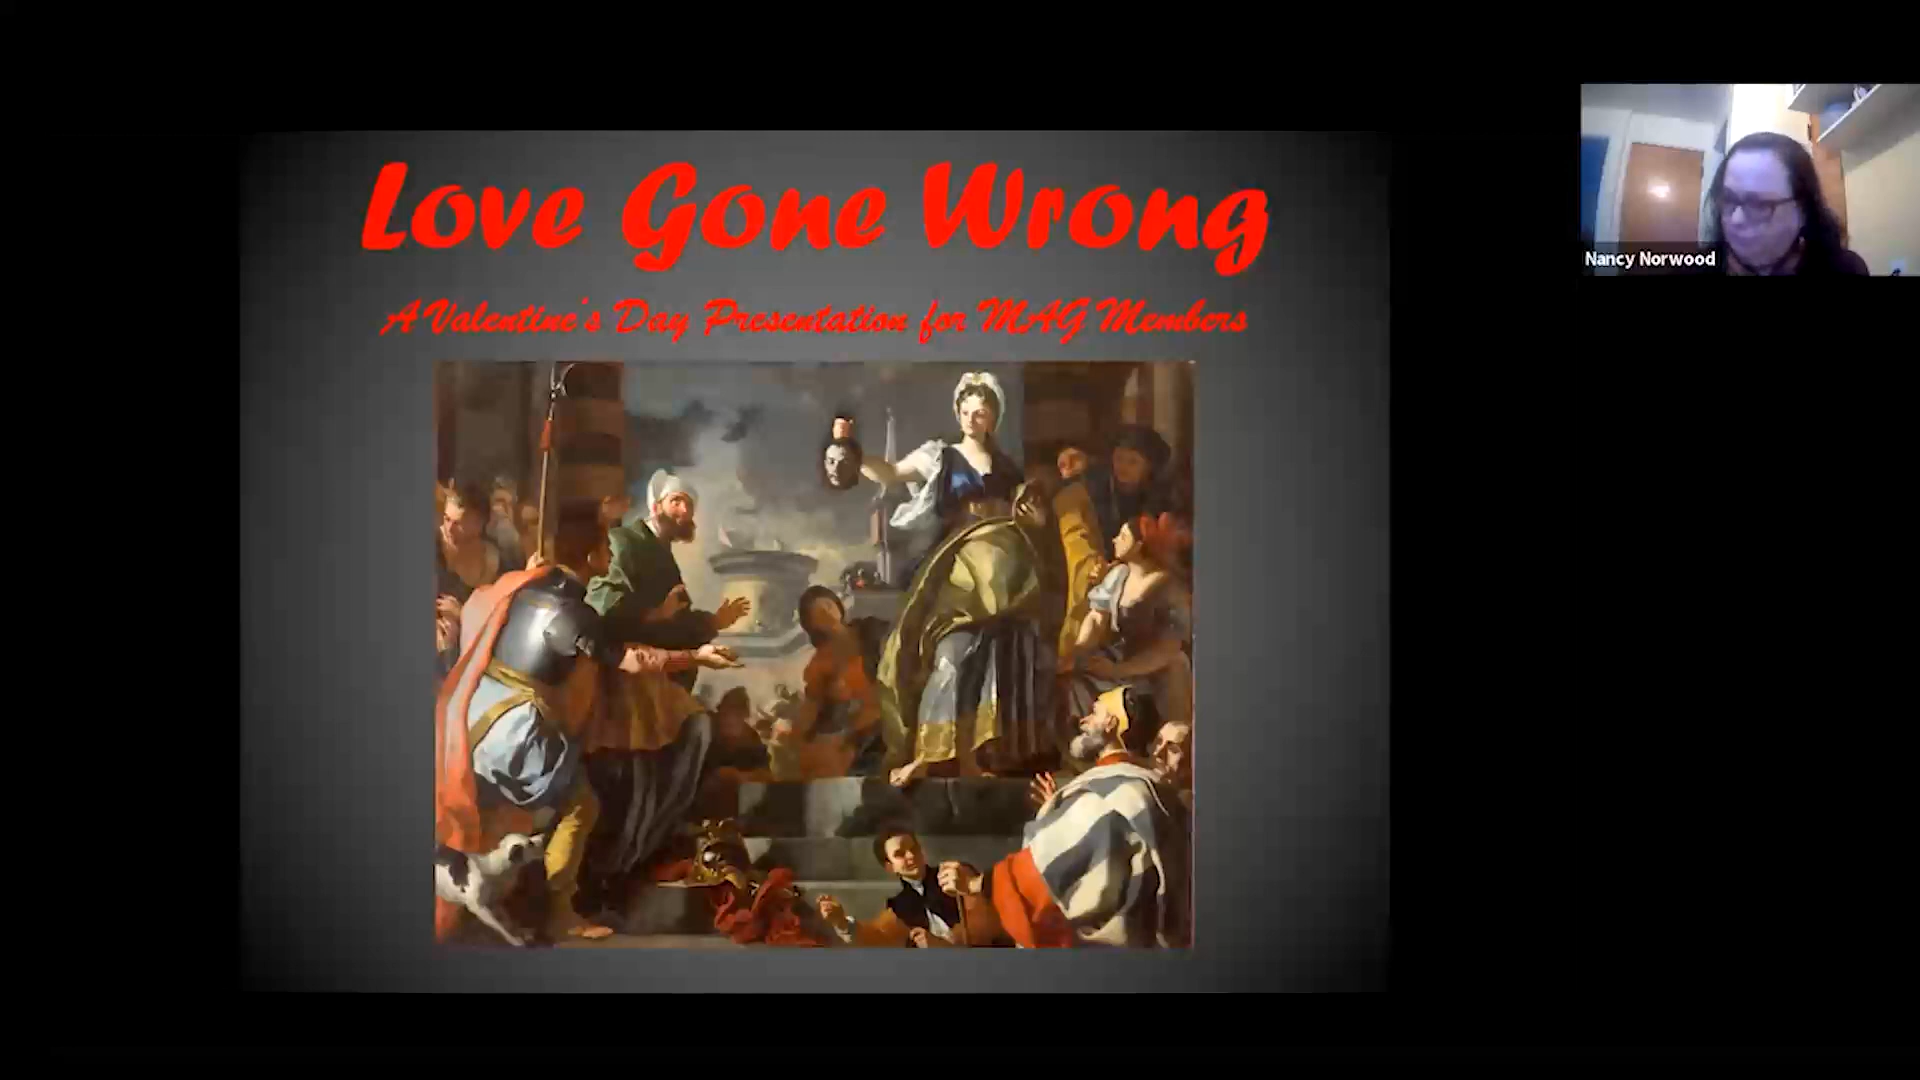 Love Gone Wrong
A Valentine's Day Presentation for MAG Members
Nancy Norwood